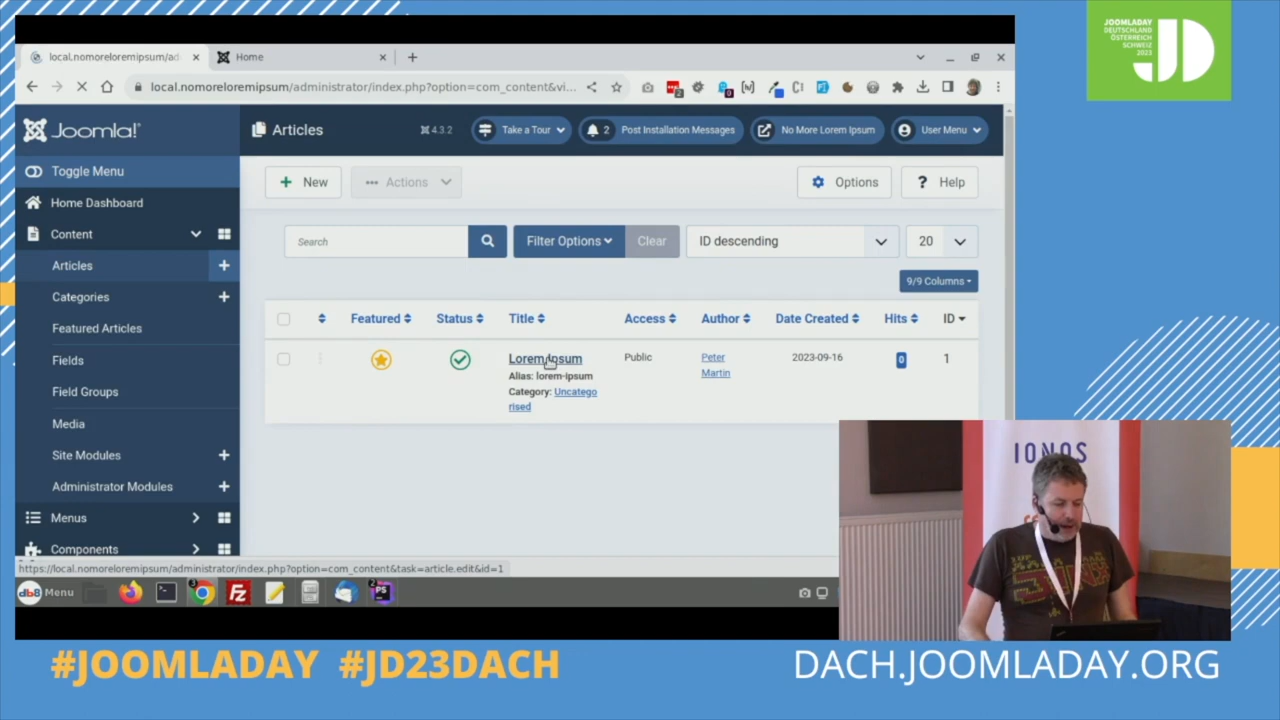 JOOMLADAY
DEUTSCHLAND
ÖSTERREICH
SCHWEIZ
2023
JD
local.nomoreloremipsum/ad
Home
local.nomoreloremipsum/administrator/index.php?option=com_content&vi...
Joomla!
Articles
4.3.2
Take a Tour
2 Post Installation Messages
No More Lorem Ipsum
User Menu
Toggle Menu
New
Actions
Options
Help
Home Dashboard
Content
Search
Filter Options
Clear
ID descending
20
Articles
9/9 Columns
Categories
Featured
Status
Title
Access
Author
Date Created
Hits
ID
Featured Articles
Lorem Ipsum
Public
Peter
Martin
2023-09-16
0
1
Fields
Alias: lorem-ipsum
Category: Uncatego
rised
Field Groups
Media
Site Modules
Administrator Modules
Menus
Components
https://local.nomoreloremipsum/administrator/index.php?option=com_content&task=article.edit&id=1
db8 Menu
IONOS
#JOOMLADAY #JD23DACH
DACH.JOOMLADAY.ORG